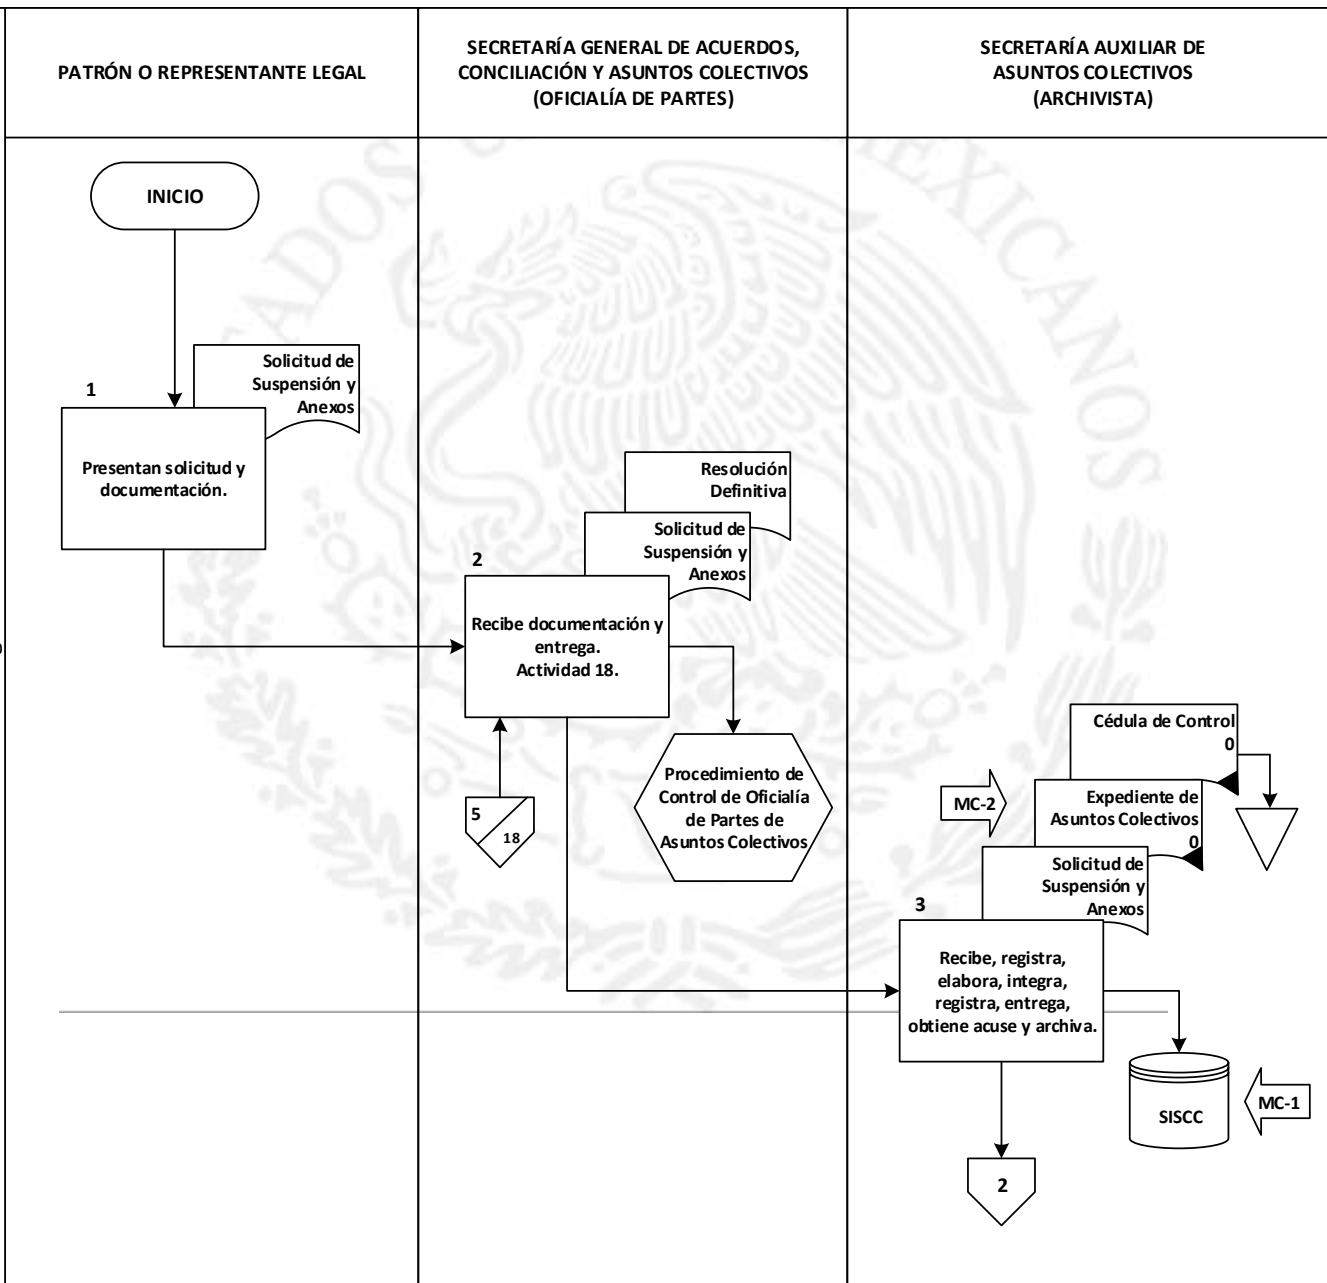 PATRÓN O REPRESENTANTE LEGAL
SECRETARÍA GENERAL DE ACUERDOS,
CONCILIACIÓN Y ASUNTOS COLECTIVOS
(OFICIALÍA DE PARTES)
SECRETARÍA AUXILIAR DE
ASUNTOS COLECTIVOS
(ARCHIVISTA)
INICIO
1
Solicitud de
Suspensión y
Anexos
Presentan solicitud y
documentación.
Resolución
Definitiva
Solicitud de
Suspensión y
Anexos
2
Recibe documentación y
entrega.
Actividad 18.
5
18
Procedimiento de
Control de Oficialía
de Partes de
Asuntos Colectivos
Cédula de Control
0
MC-2
Expediente de
Asuntos Colectivos
0
Solicitud de
Suspensión y
Anexos
3
Recibe, registra,
elabora, integra,
registra, entrega,
obtiene acuse y archiva.
SISCC
MC-1
2